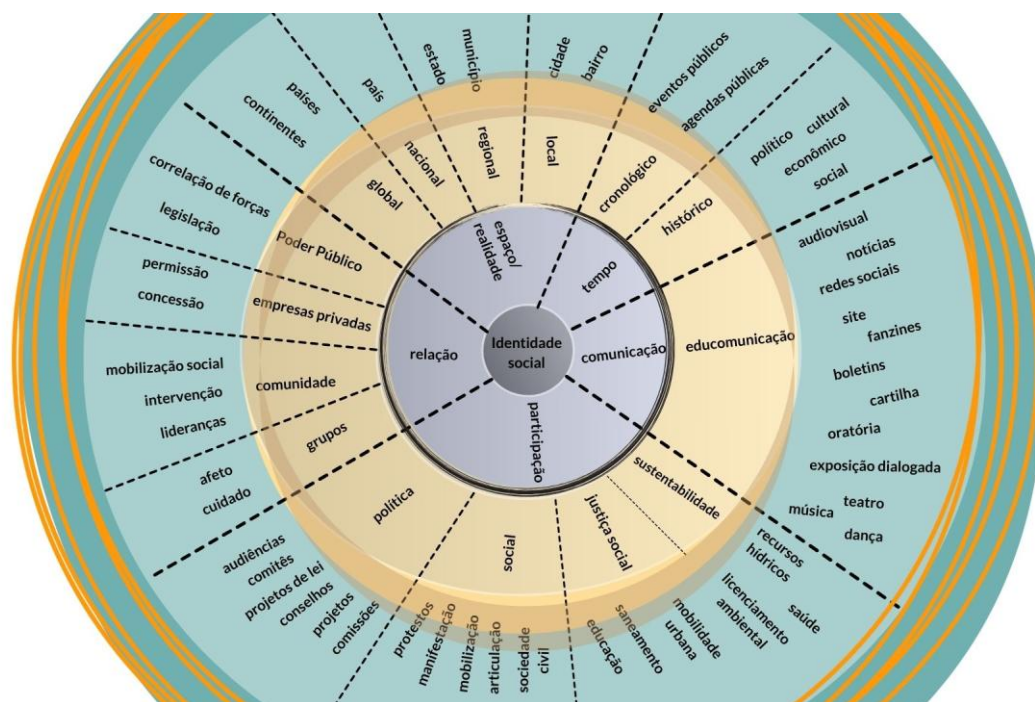 Identidade
social
espaço/
realidade
tempo
comunicação
participação
relação
global
nacional
regional
local
cronológico
histórico
educomunicação
sustentabilidade
justiça social
social
política
grupos
comunidade
empresas privadas
Poder Público
continentes
países
país
estado
município
cidade
bairro
eventos públicos
agendas públicas
político
cultural
econômico
social
audiovisual
notícias
redes sociais
site
fanzines
boletins
cartilha
oratória
exposição dialogada
música
teatro
dança
recursos
hídricos
saúde
licenciamento
ambiental
mobilidade
urbana
saneamento
educação
sociedade
civil
articulação
mobilização
manifestação
protestos
comissões
projetos
conselhos
projetos de lei
comitês
audiências
cuidado
afeto
lideranças
intervenção
mobilização social
concessão
permissão
legislação
correlação de forças